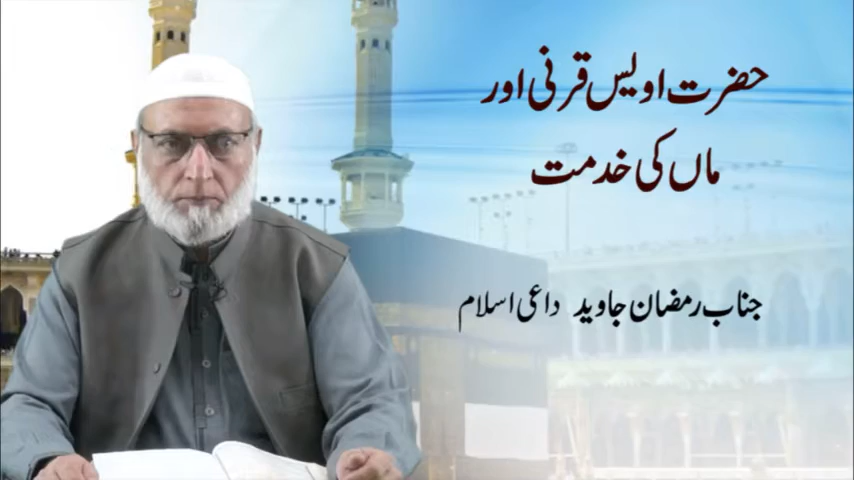 حضرت اویس قرنی اور
ماں کی خدمت
جناب رمضان جاوید داعی اسلام